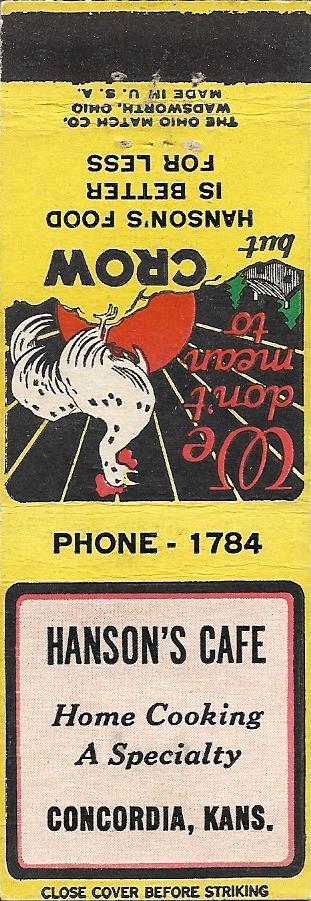 We
don't
mean
to
but CROW
HANSON'S FOOD
IS BETTER
FOR LESS
THE OHIO MATCH CO.
WADSWORTH, OHIO
MADE IN U. S. A.
PHONE - 1784
HANSON'S CAFE
Home Cooking
A Specialty
CONCORDIA, KANS.
CLOSE COVER BEFORE STRIKING